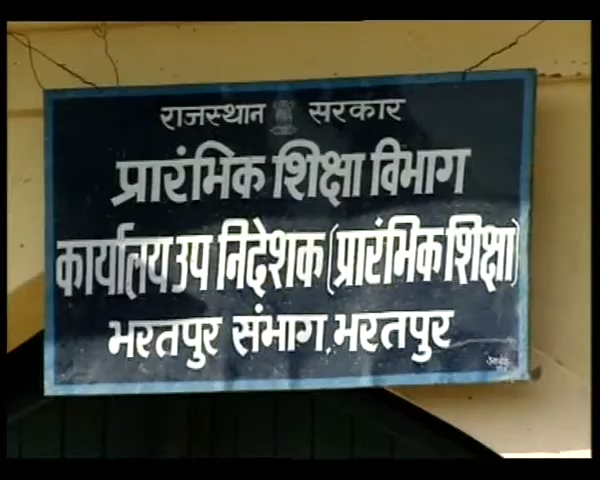 राजस्थान सरकार
प्रारंभिक शिक्षा विभाग
कार्यालय उप निदेशक (प्रारंभिक शिक्षा)
भरतपुर संभाग, भरतपुर